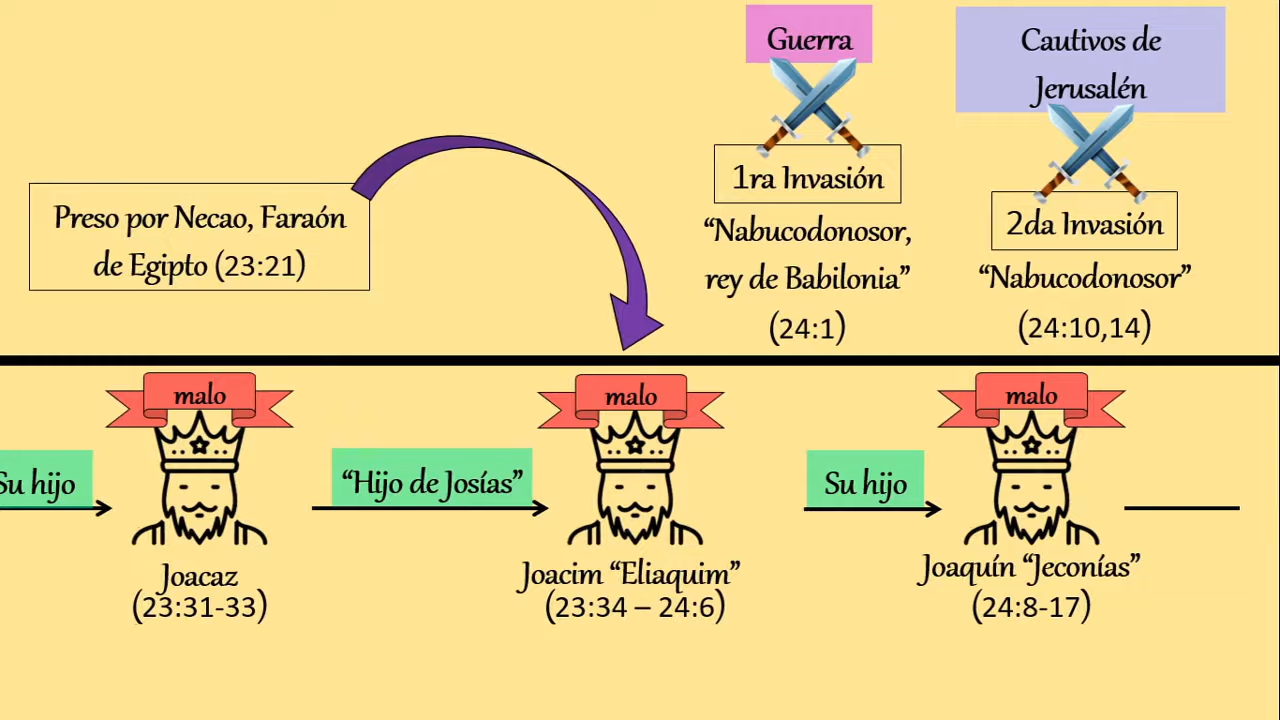 Guerra
Cautivos de
Jerusalén
1ra Invasión
"Nabucodonosor,
rey de Babilonia"
(24:1)
2da Invasión
"Nabucodonosor"
(24:10,14)
Preso por Necao, Faraón
de Egipto (23:21)
malo
malo
malo
Su hijo
"Hijo de Josías"
Su hijo
Joacaz
(23:31-33)
Joacim "Eliaquim"
(23:34 – 24:6)
Joaquín "Jeconías"
(24:8-17)